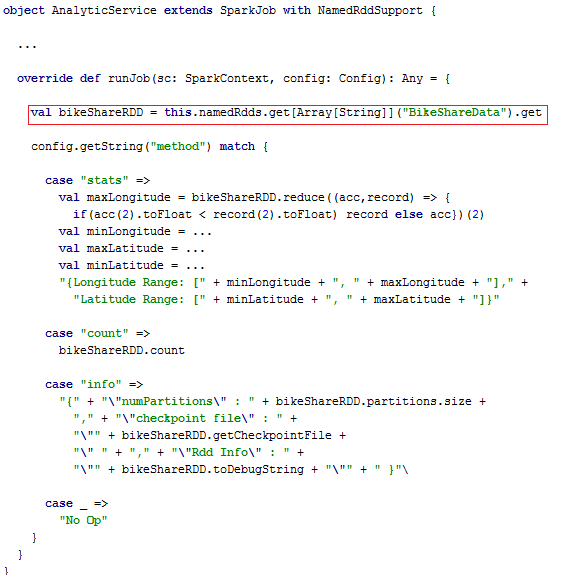 object AnalyticService extends SparkJob with NamedRddSupport {
...
override def runJob(sc: SparkContext, config: Config): Any = {
val bikeShareRDD = this.namedRdds.get[Array[String]]("BikeShareData").get
config.getString("method") match {
case "stats" =>
val maxLongitude = bikeShareRDD.reduce((acc,record) => {
if(acc(2).toFloat < record(2).toFloat) record else acc})(2)
val minLongitude = ...
val maxLatitude = ...
val minLatitude = ...
"{Longitude Range: [" + minLongitude + ", " + maxLongitude + "]," +
"Latitude Range: [" + minLatitude + ", " + maxLatitude + "]}"
case "count" =>
bikeShareRDD.count
case "info" =>
"{" + "\"numPartitions\" : " + bikeShareRDD.partitions.size +
"," + "\"checkpoint file\" : " +
"\"" + bikeShareRDD.getCheckpointFile +
"\" " + "," + "\"Rdd Info\" : " +
"\"" + bikeShareRDD.toDebugString + "\"" + " }"\
case _ =>
"No Op"
}
}
}